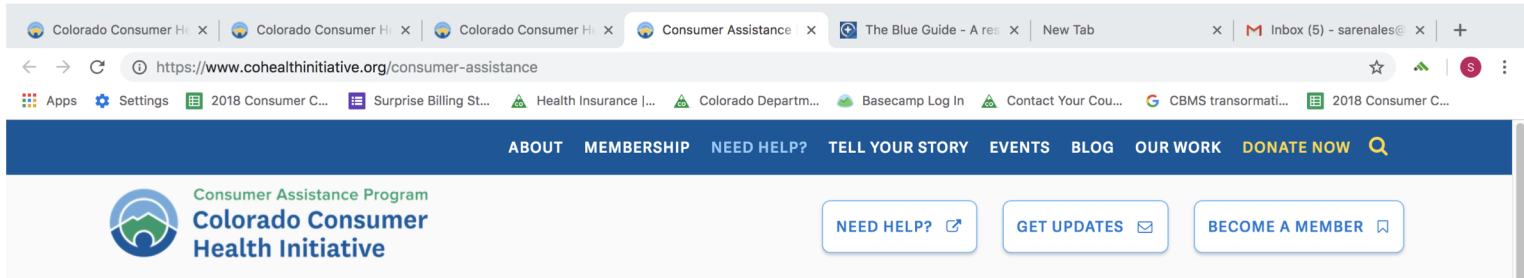 Colorado Consumer He Colorado Consumer He Colorado Consumer He Consumer Assistance The Blue Guide - A res New Tab Inbox (5) - sarenales@
https://www.cohealthinitiative.org/consumer-assistance S
Apps Settings 2018 Consumer C... Surprise Billing St... Health Insurance |... Colorado Departm... Basecamp Log In Contact Your Cou... G CBMS transormati... 2018 Consumer C...
ABOUT MEMBERSHIP NEED HELP? TELL YOUR STORY EVENTS BLOG OUR WORK DONATE NOW
Consumer Assistance Program
Colorado Consumer
Health Initiative
NEED HELP? GET UPDATES BECOME A MEMBER